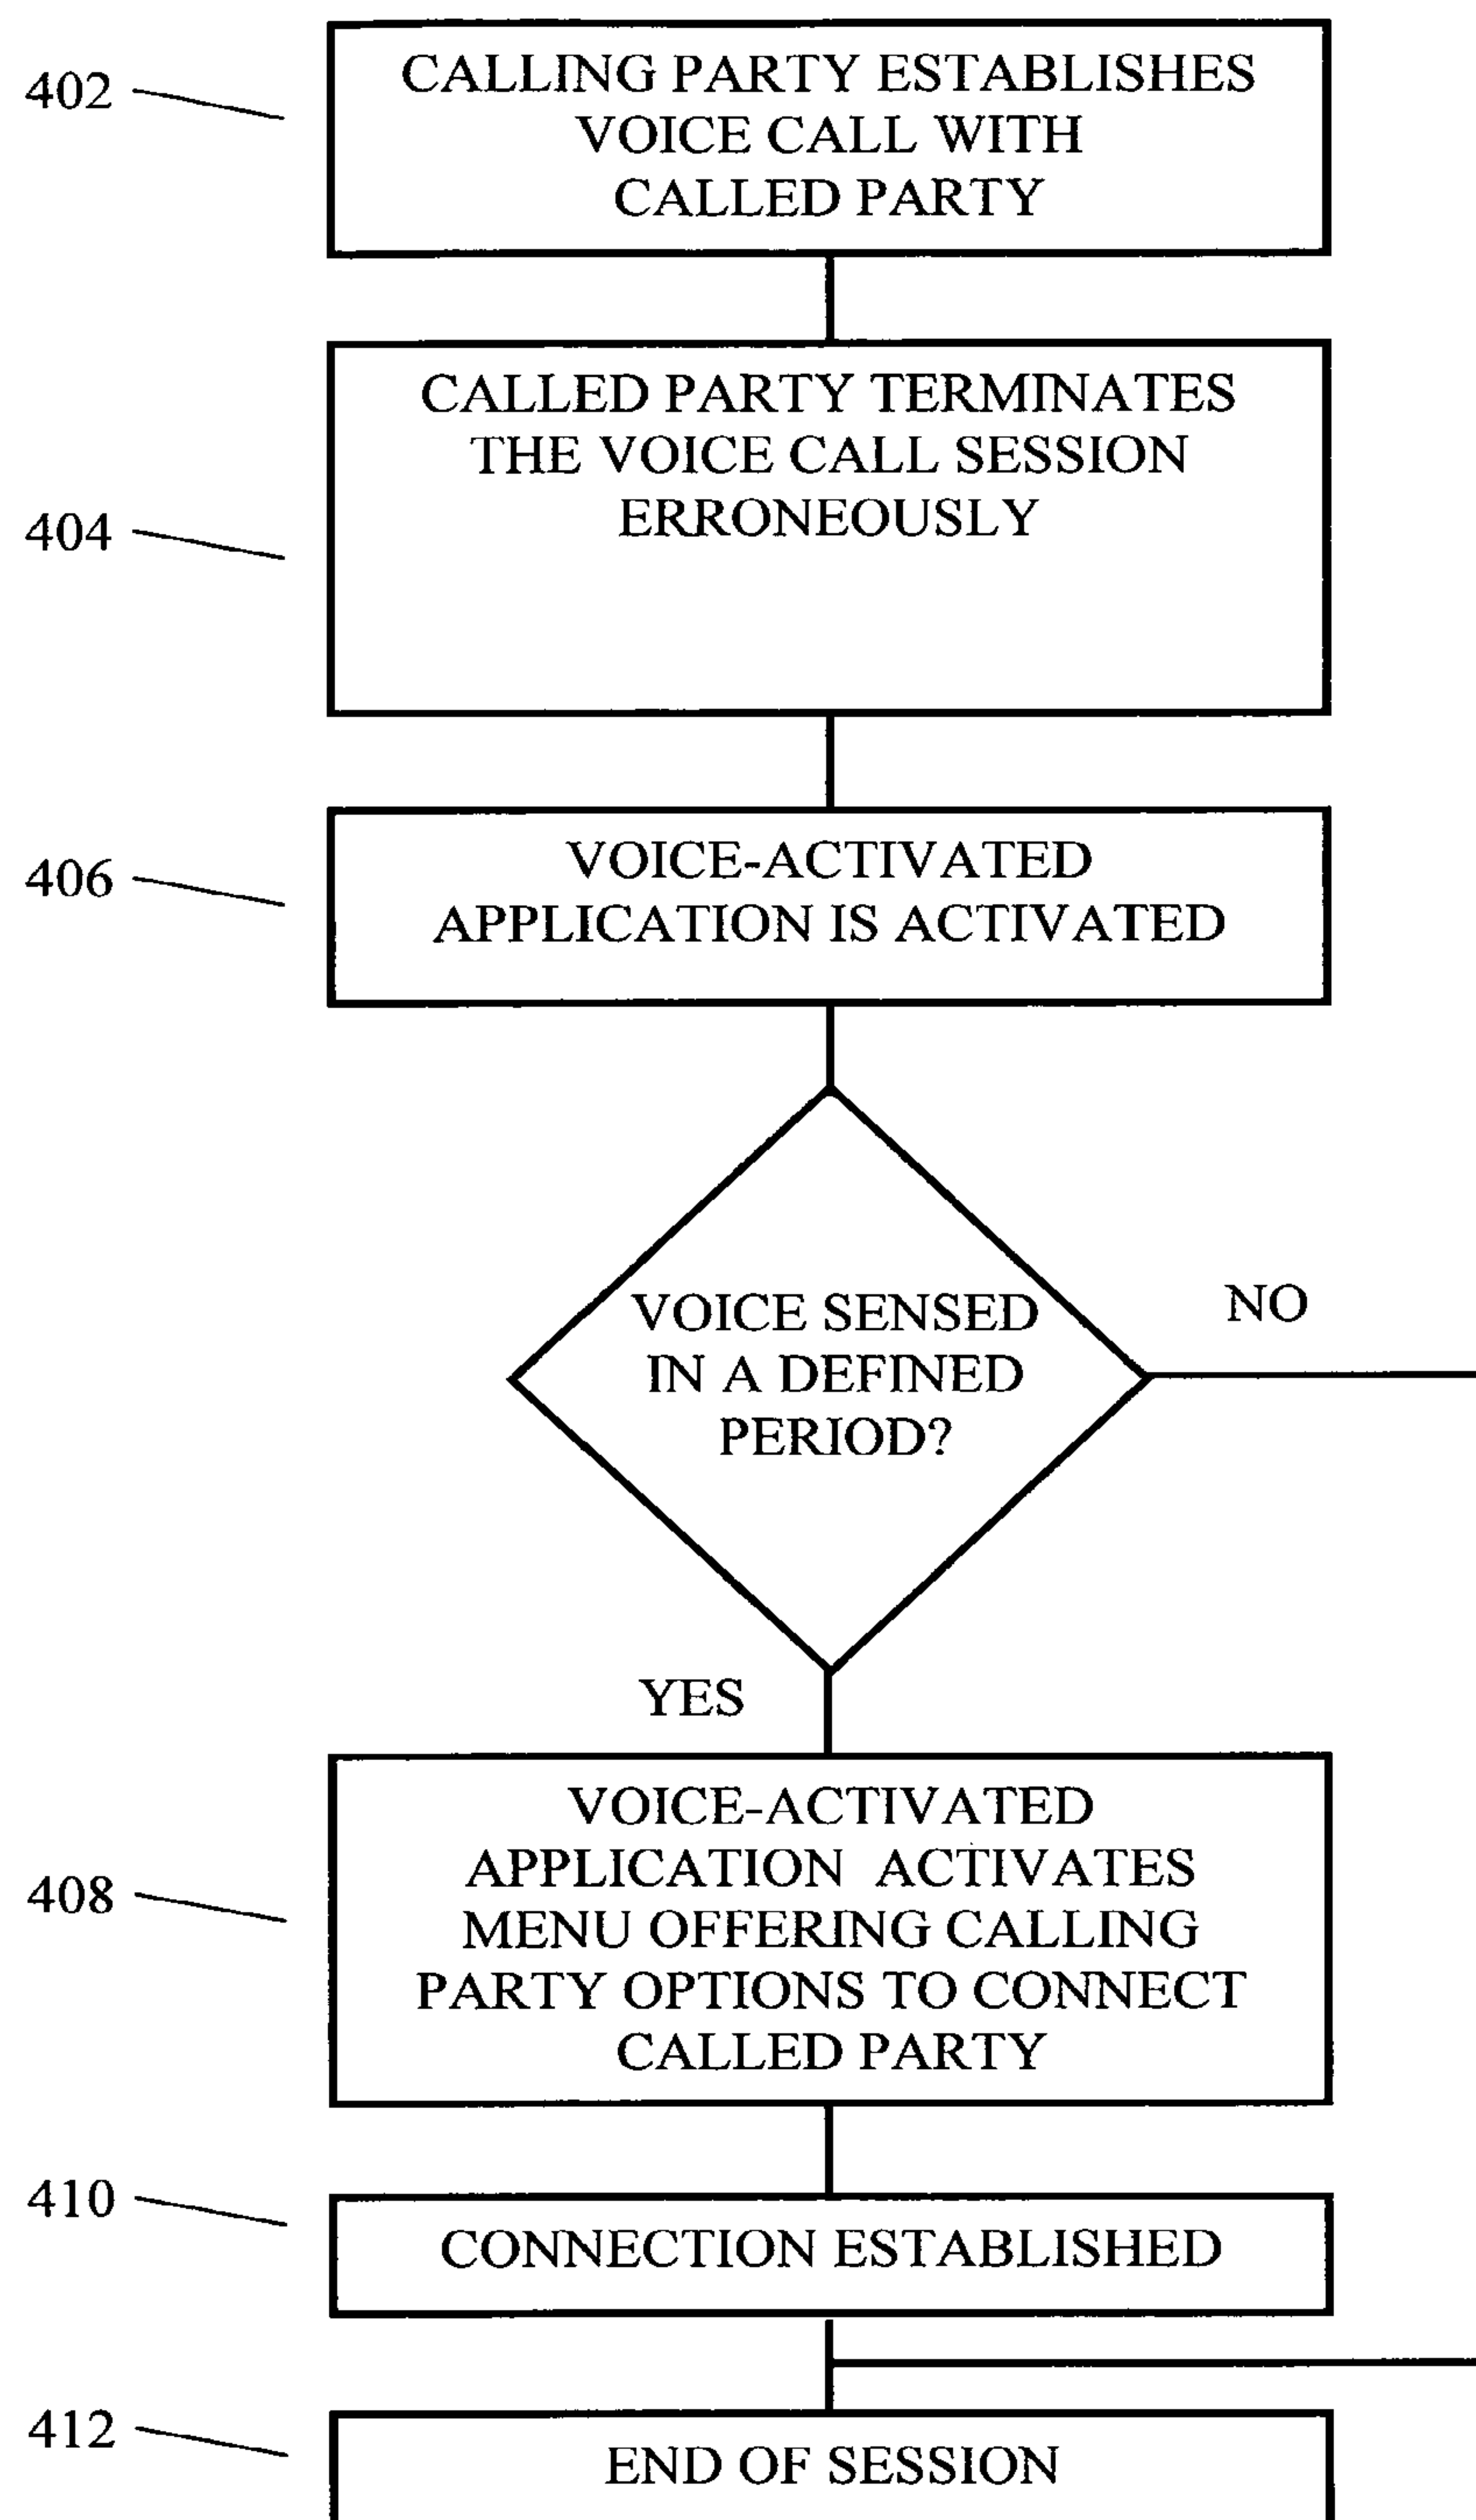 402
CALLING PARTY ESTABLISHES
VOICE CALL WITH
CALLED PARTY
404
CALLED PARTY TERMINATES
THE VOICE CALL SESSION
ERRONEOUSLY
406
VOICE-ACTIVATED
APPLICATION IS ACTIVATED
VOICE SENSED
IN A DEFINED
PERIOD?
NO
YES
408
VOICE-ACTIVATED
APPLICATION ACTIVATES
MENU OFFERING CALLING
PARTY OPTIONS TO CONNECT
CALLED PARTY
410
CONNECTION ESTABLISHED
412
END OF SESSION